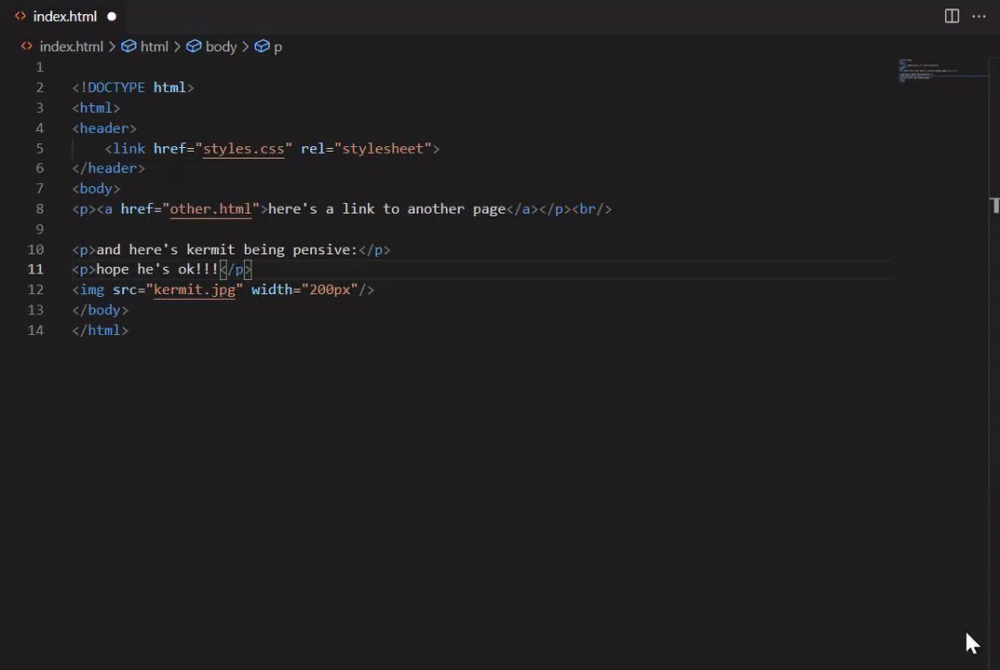 index.html
index.html > html > body > p
1
2 <!DOCTYPE html>
3 <html>
4 <header>
5     <link href="styles.css" rel="stylesheet">
6 </header>
7 <body>
8 <p><a href="other.html">here's a link to another page</a></p><br/>
9
10 <p>and here's kermit being pensive:</p>
11 <p>hope he's ok!!!</p>
12 <img src="kermit.jpg" width="200px"/>
13 </body>
14 </html>